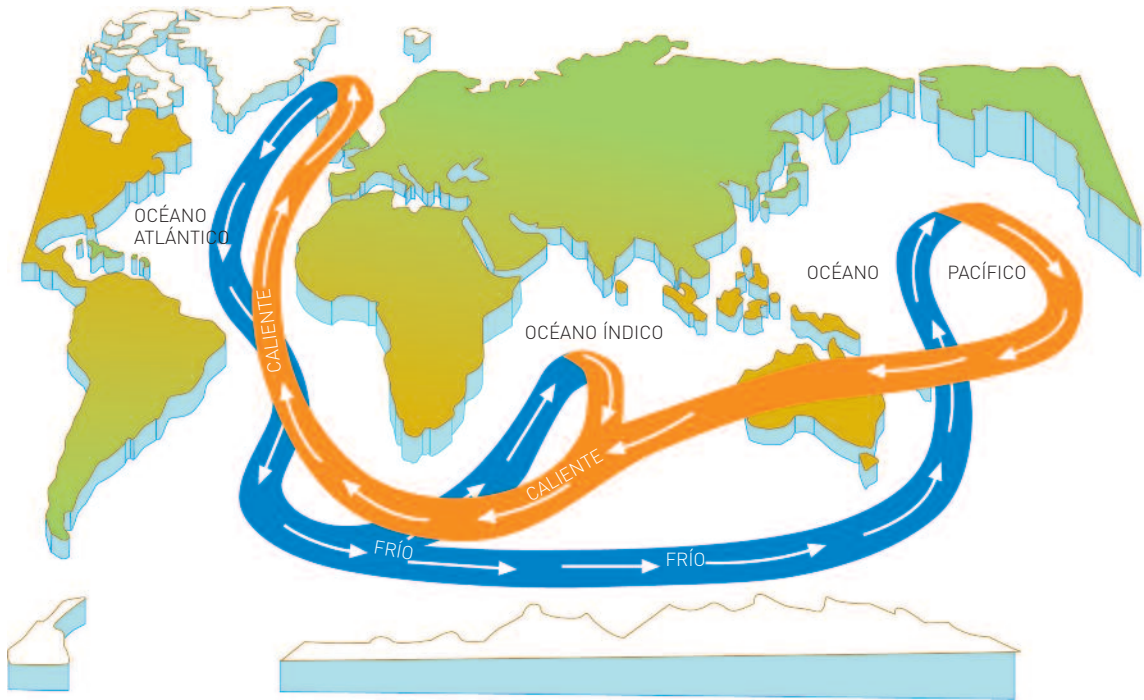 OCÉANO
ATLÁNTICO
OCÉANO
PACÍFICO
CALIENTE
OCÉANO ÍNDICO
CALIENTE
FRÍO
FRÍO